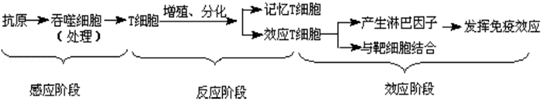 抗原 吞噬细胞 T细胞 增殖、分化 记忆T细胞
(处理) 效应T细胞 产生淋巴因子 发挥免疫效应
与靶细胞结合
感应阶段 反应阶段 效应阶段